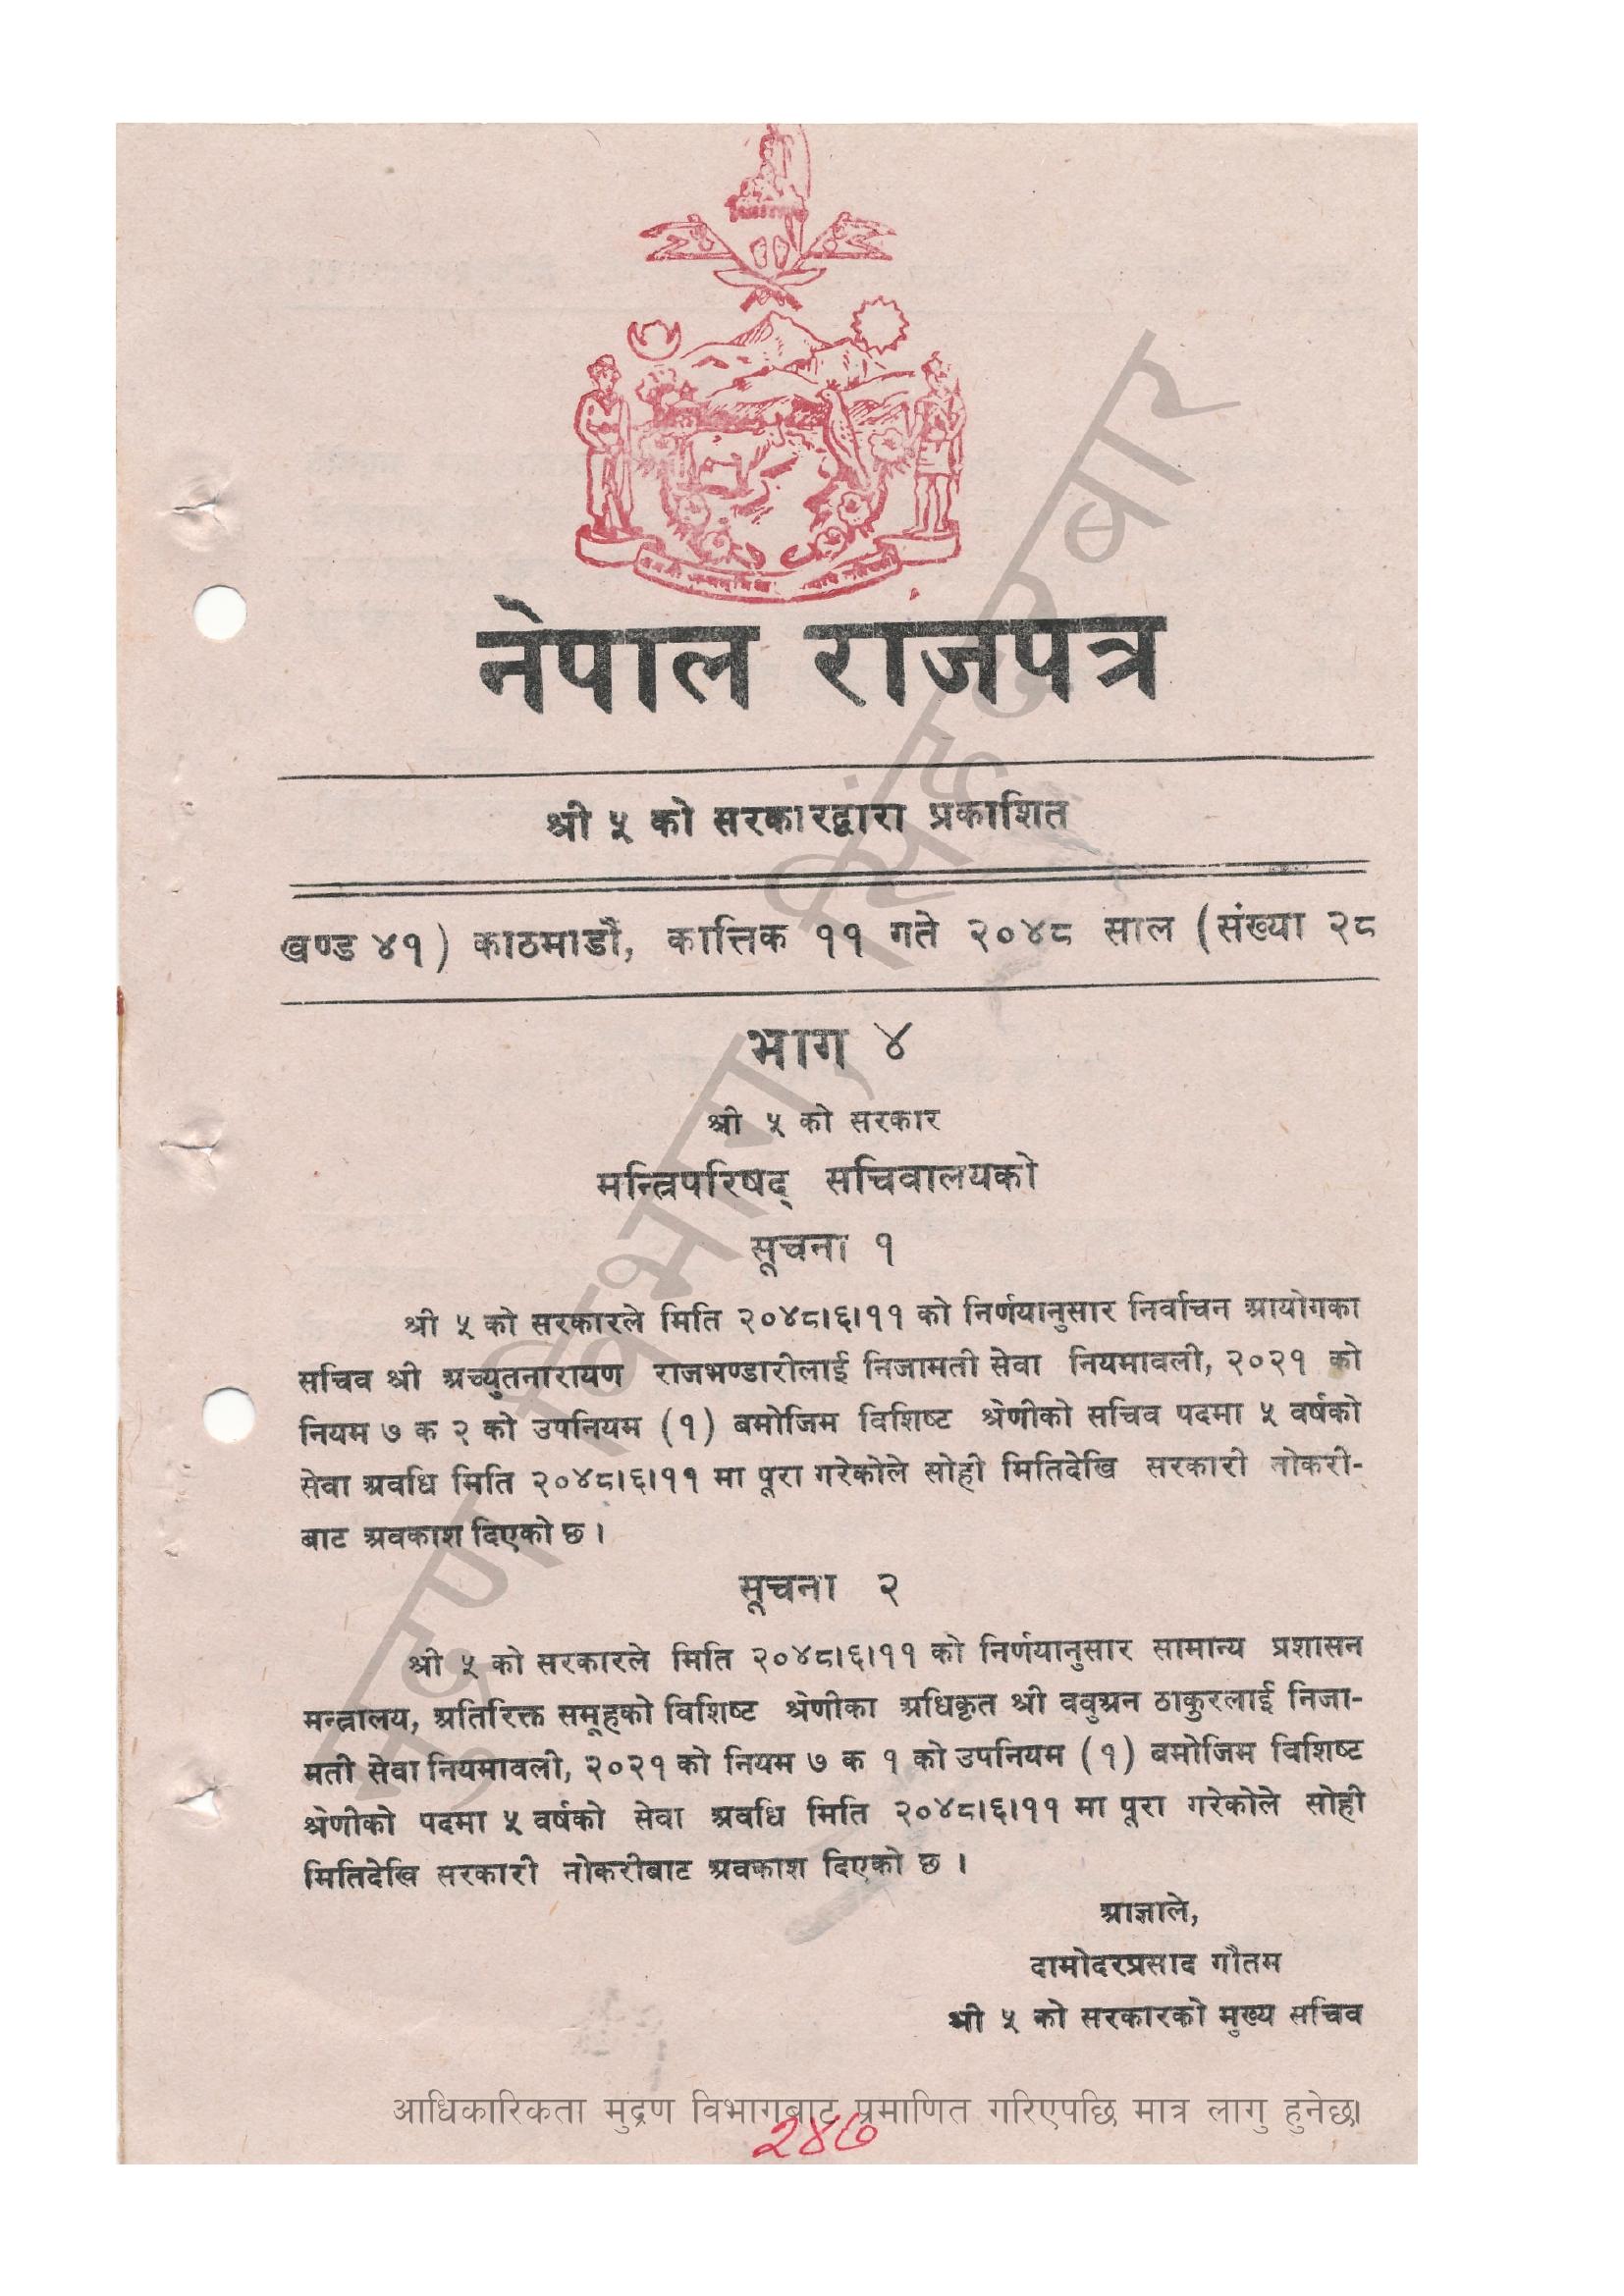 नेपाल राजपत्र
श्री ५ को सरकारद्वारा प्रकाशित
खण्ड ४१) काठमाडौं, कात्तिक ११ गते २०४८ साल (संख्या २८
भाग ४
श्री ५ को सरकार
मन्त्रिपरिषद् सचिवालयको
सूचना १
श्री ५ को सरकारले मिति २०४८।६।११ को निर्णयानुसार निर्वाचन आयोगका
सचिव श्री अच्युतनारायण राजभण्डारीलाई निजामती सेवा नियमावली, २०२१ को
नियम ७ क २ को उपनियम (१) बमोजिम विशिष्ट श्रेणीको सचिव पदमा ५ वर्षको
सेवा अवधि मिति २०४८।६।११ मा पूरा गरेकोले सोही मितिदेखि सरकारी नोकरी-
बाट अवकाश दिएको छ ।
सूचना २
श्री ५ को सरकारले मिति २०४८।६।११ को निर्णयानुसार सामान्य प्रशासन
मन्त्रालय, अतिरिक्त समूहको विशिष्ट श्रेणीका अधिकृत श्री ववुअन ठाकुरलाई निजा-
मती सेवा नियमावली, २०२१ को नियम ७ क १ को उपनियम (१) बमोजिम विशिष्ट
श्रेणीको पदमा ५ वर्षको सेवा अवधि मिति २०४८।६।११ मा पूरा गरेकोले सोही
मितिदेखि सरकारी नोकरीबाट अवकाश दिएको छ ।
आज्ञाले,
दामोदरप्रसाद गौतम
श्री ५ को सरकारको मुख्य सचिव
मुद्रण विभाग, सिंहदरबार
आधिकारिकता मुद्रण विभागबाट प्रमाणित गरिएपछि मात्र लागु हुनेछ।
२४७